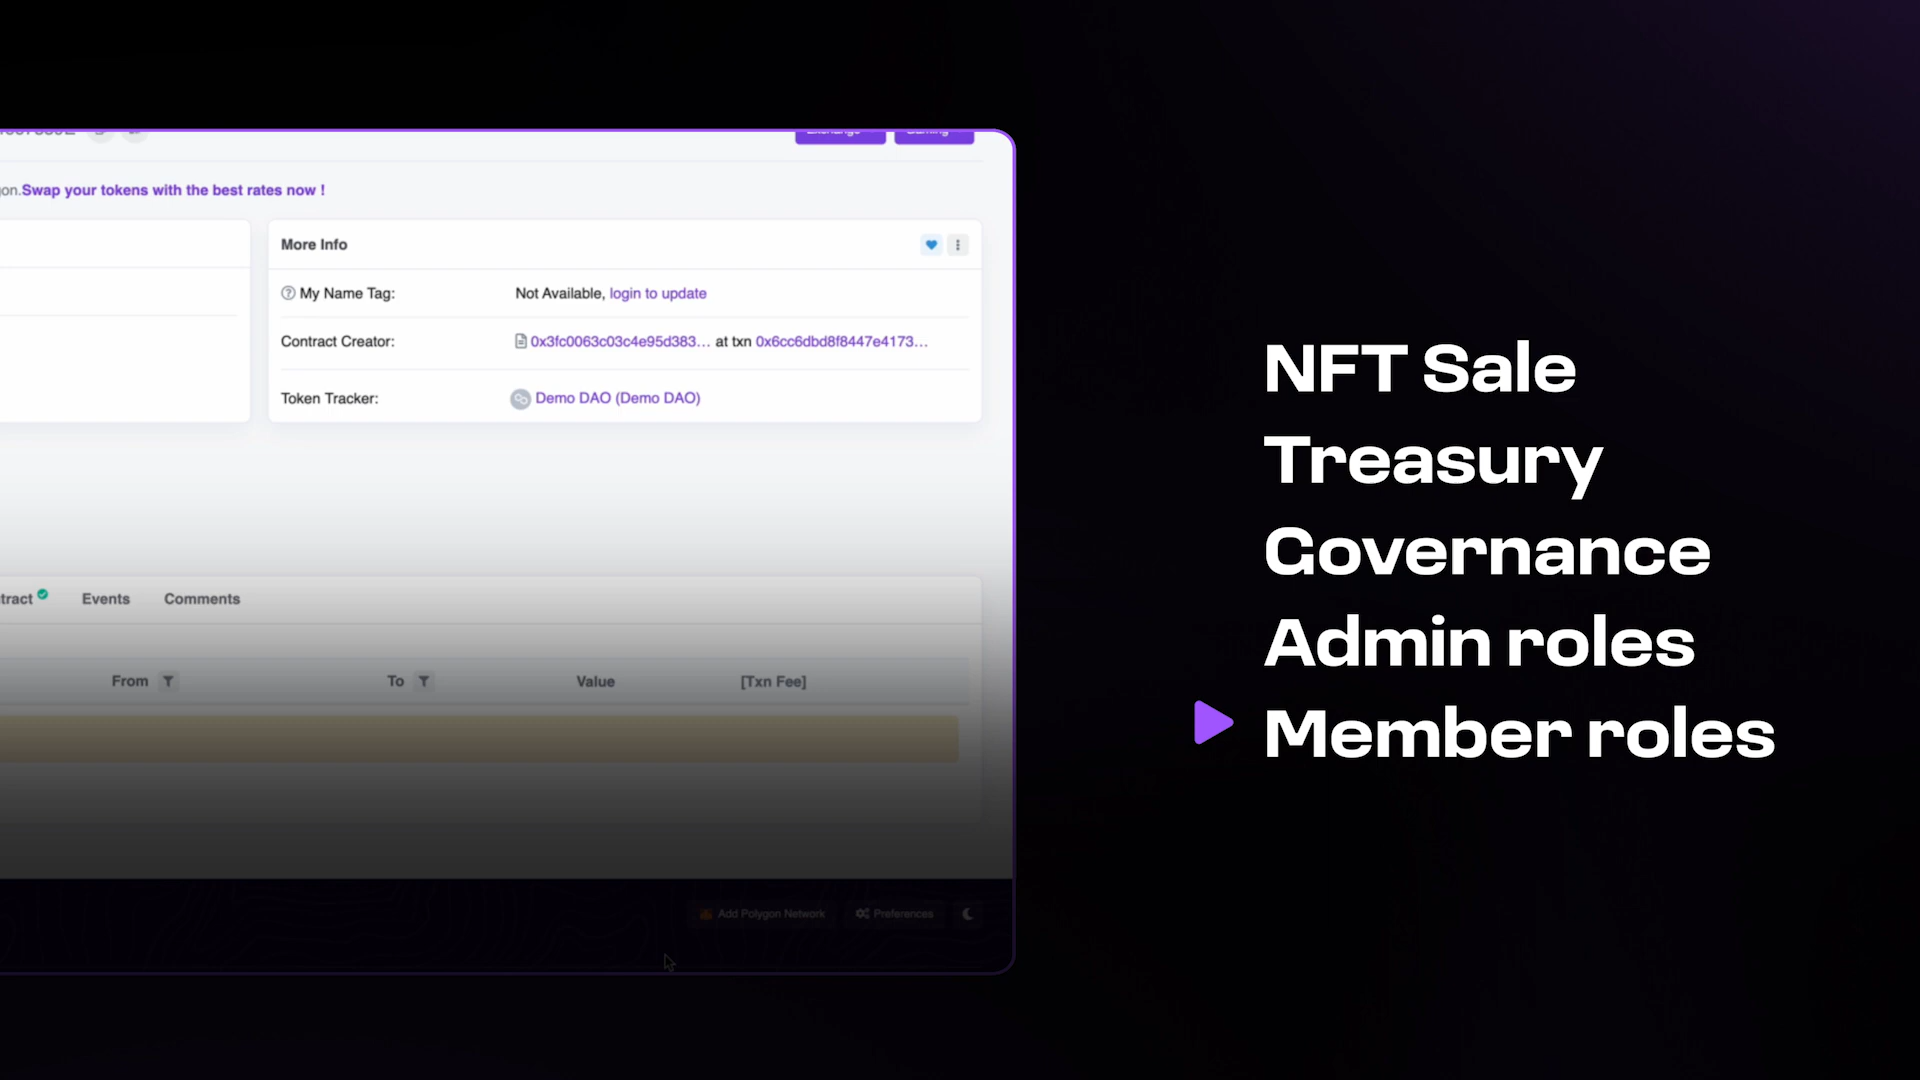 Exchange Gaming
Swap your tokens with the best rates now !
More Info
My Name Tag: Not Available, login to update
Contract Creator: 0x3fc0063c03c4e95d383... at txn 0x6cc6dbd8f8447e4173...
Token Tracker: Demo DAO (Demo DAO)
tract Events Comments
From To Value [Txn Fee]
Add Polygon Network Preferences
NFT Sale
Treasury
Governance
Admin roles
Member roles